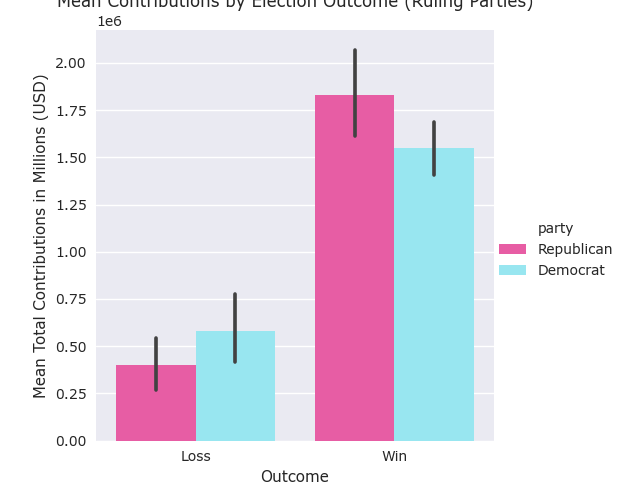 Mean Contributions by Election Outcome (Ruling Parties)
1e6
2.00
1.75
1.50
1.25
1.00
0.75
0.50
0.25
0.00
Mean Total Contributions in Millions (USD)
Loss
Win
Outcome
party
Republican
Democrat